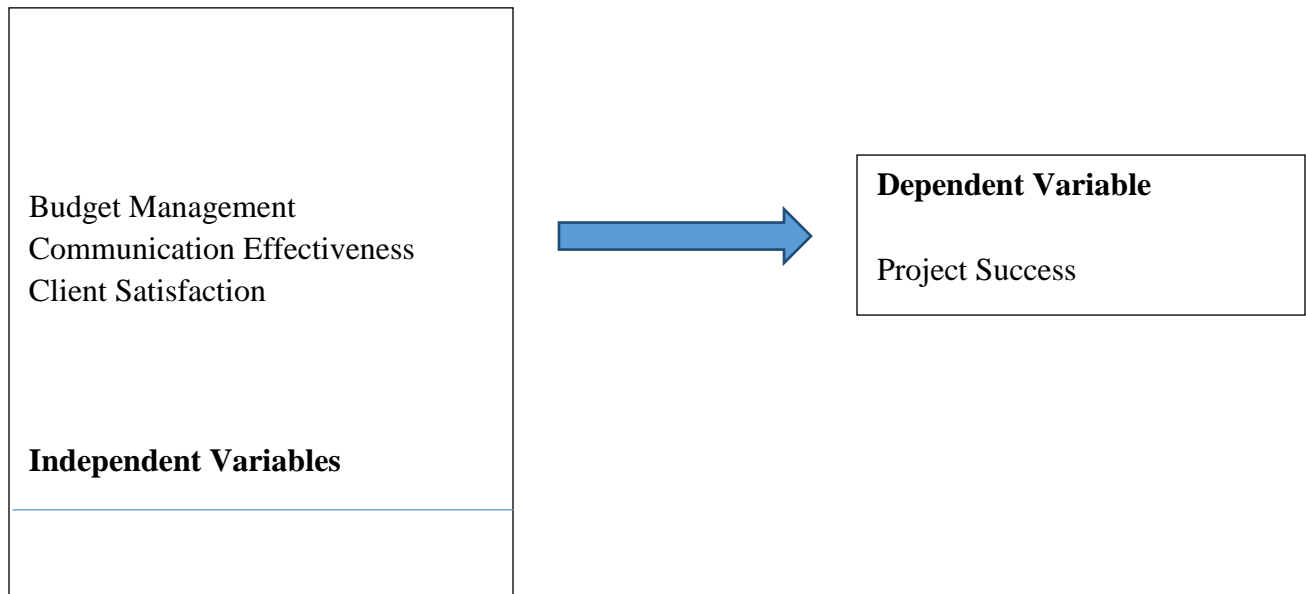 Budget Management
Communication Effectiveness
Client Satisfaction
Independent Variables
Dependent Variable
Project Success